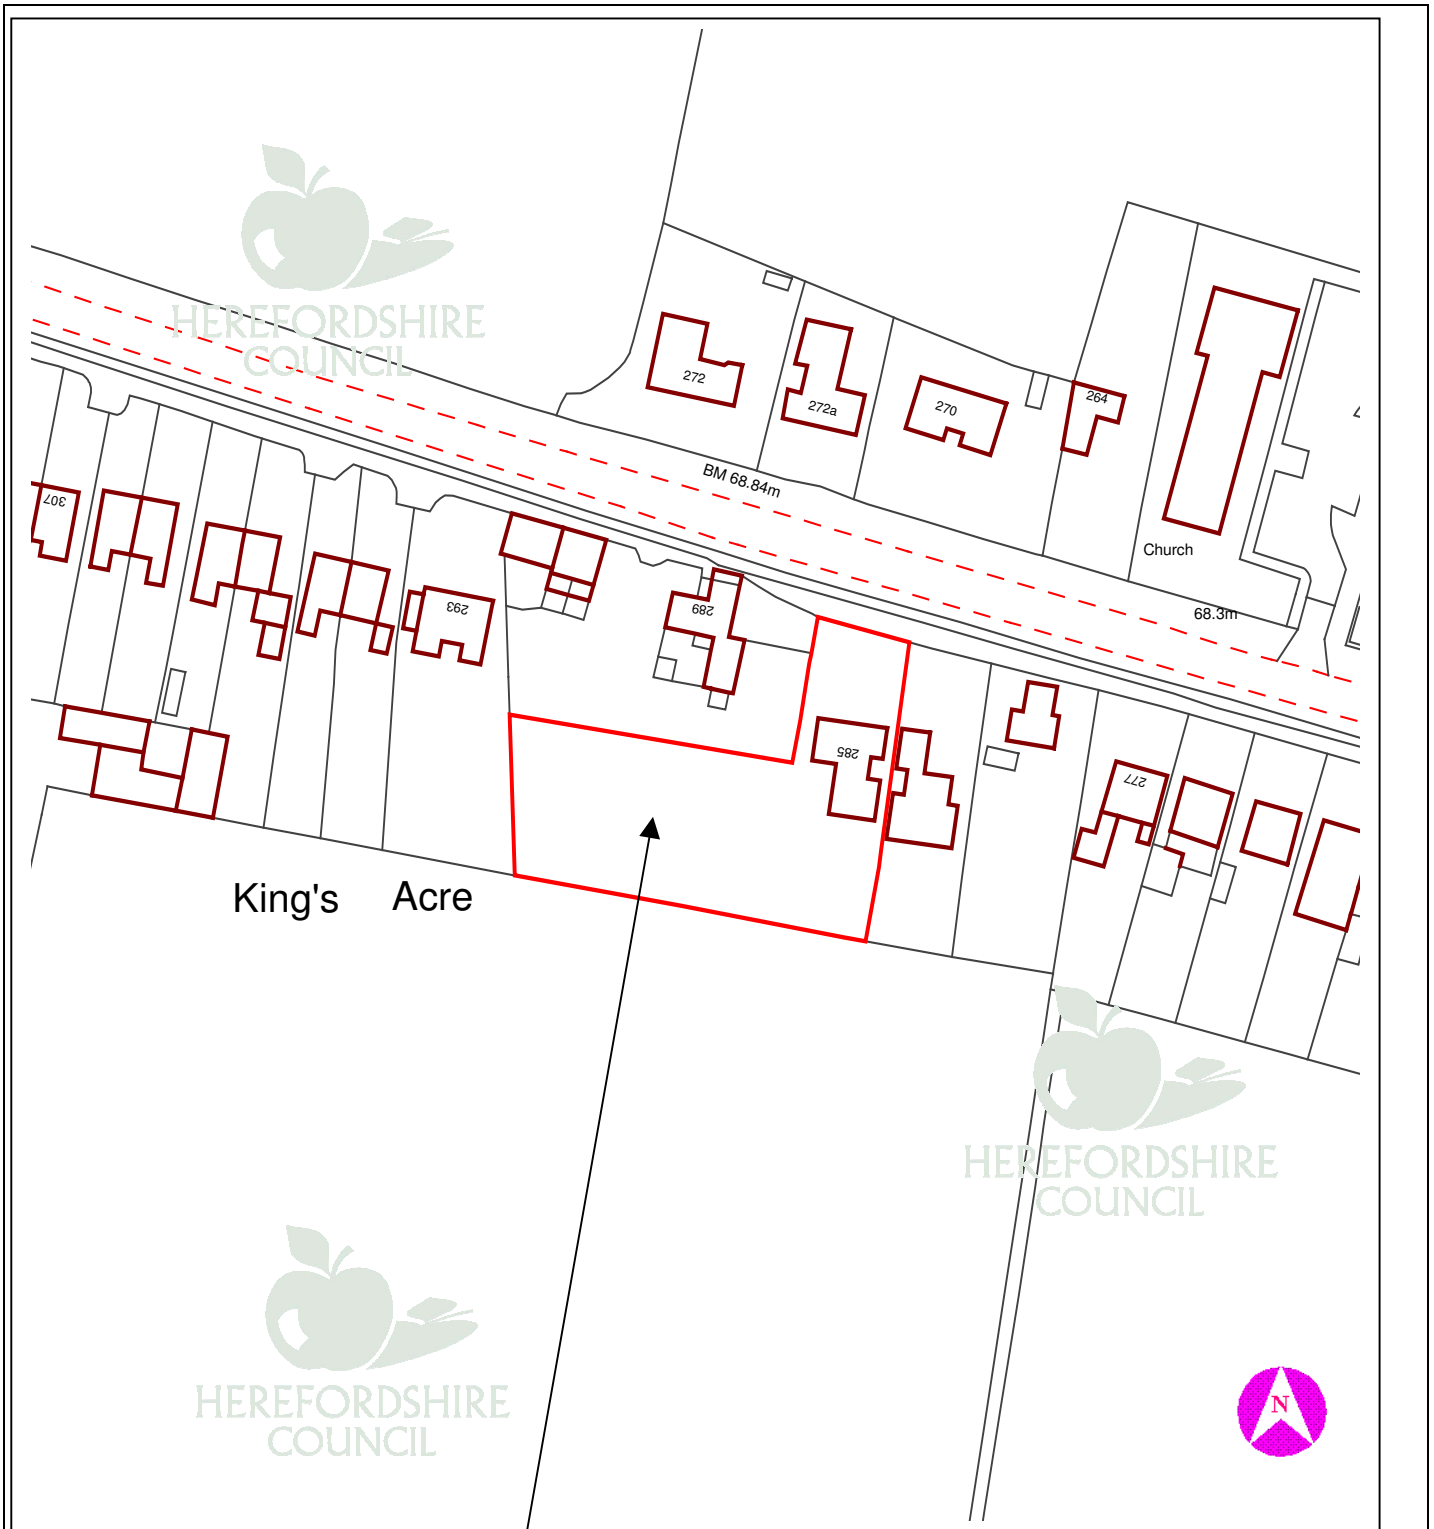 HEREFORDSHIRE
COUNCIL
272
272a
270
264
BM 68.84m
Church
68.3m
307
293
289
285
277
King's Acre
HEREFORDSHIRE
COUNCIL
HEREFORDSHIRE
COUNCIL
N